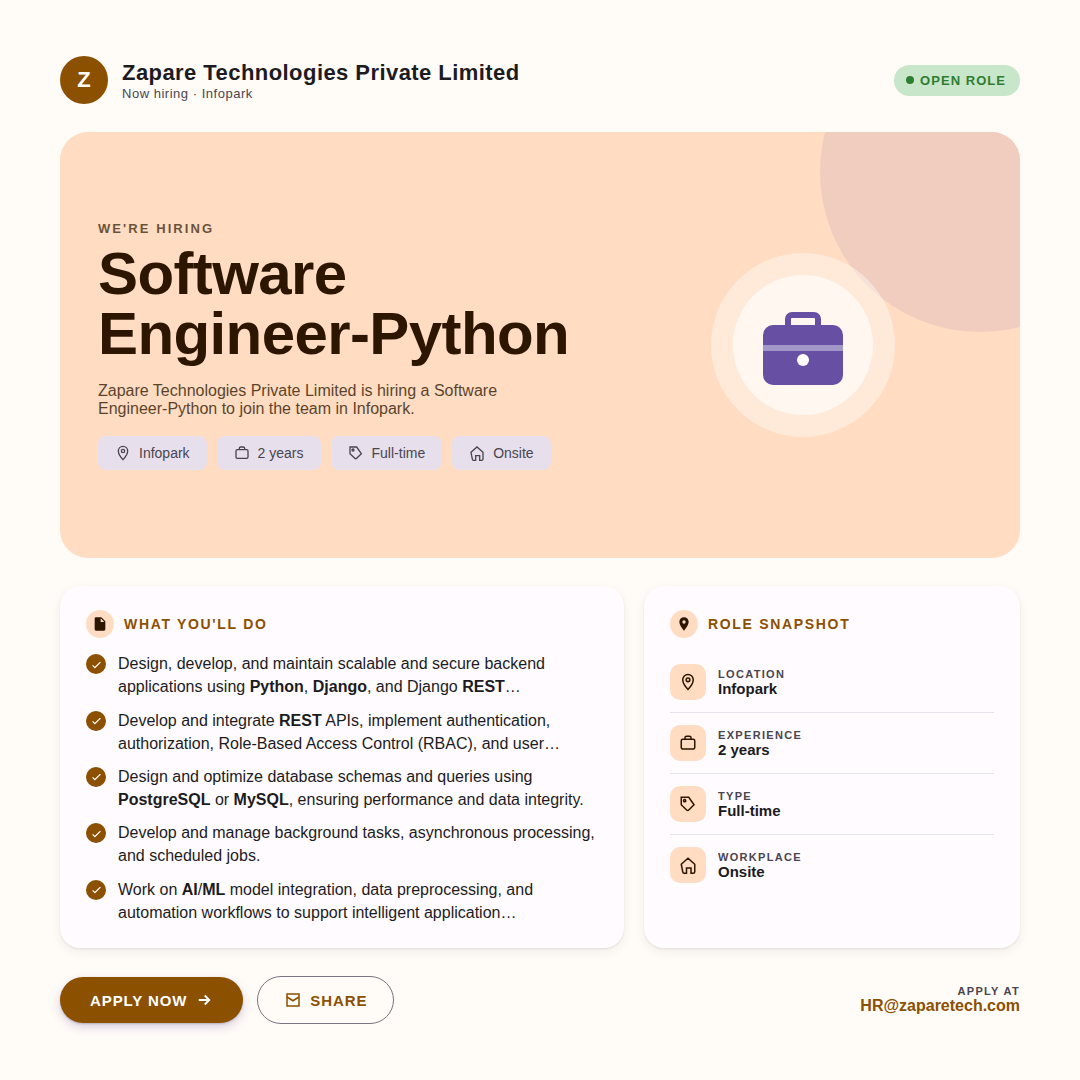 Z
Zapare Technologies Private Limited
Now hiring · Infopark
OPEN ROLE
WE'RE HIRING
Software
Engineer-Python
Zapare Technologies Private Limited is hiring a Software
Engineer-Python to join the team in Infopark.
Infopark
2 years
Full-time
Onsite
WHAT YOU'LL DO
Design, develop, and maintain scalable and secure backend
applications using Python, Django, and Django REST…
Develop and integrate REST APIs, implement authentication,
authorization, Role-Based Access Control (RBAC), and user…
Design and optimize database schemas and queries using
PostgreSQL or MySQL, ensuring performance and data integrity.
Develop and manage background tasks, asynchronous processing,
and scheduled jobs.
Work on AI/ML model integration, data preprocessing, and
automation workflows to support intelligent application…
ROLE SNAPSHOT
LOCATION
Infopark
EXPERIENCE
2 years
TYPE
Full-time
WORKPLACE
Onsite
APPLY NOW
SHARE
APPLY AT
HR@zaparetech.com